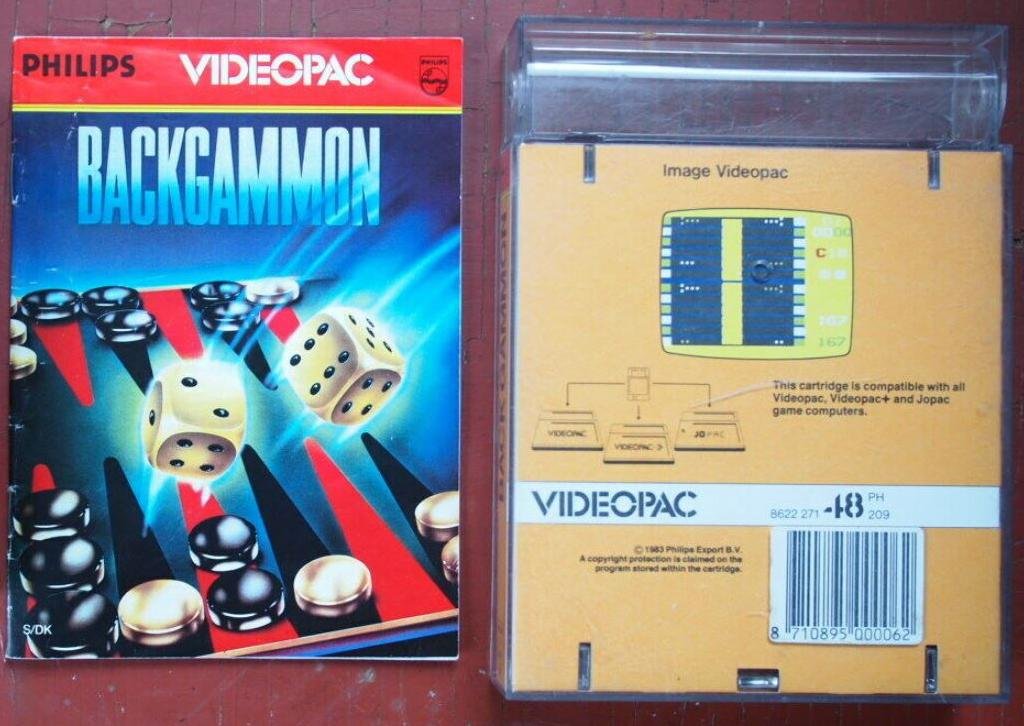 PHILIPS VIDEOPAC PHILIPS
BACKGAMMON
S/DK
Image Videopac
0000
C
167
167
This cartridge is compatible with all
Videopac, Videopac+ and Jopac
game computers.
VIDEOPAC
VIDEOPAC
JOPAC
VIDEOPAC 8622 271 48 PH
209
© 1983 Philips Export B.V.
A copyright protection is claimed on the
program stored within the cartridge.
8 710895 000062